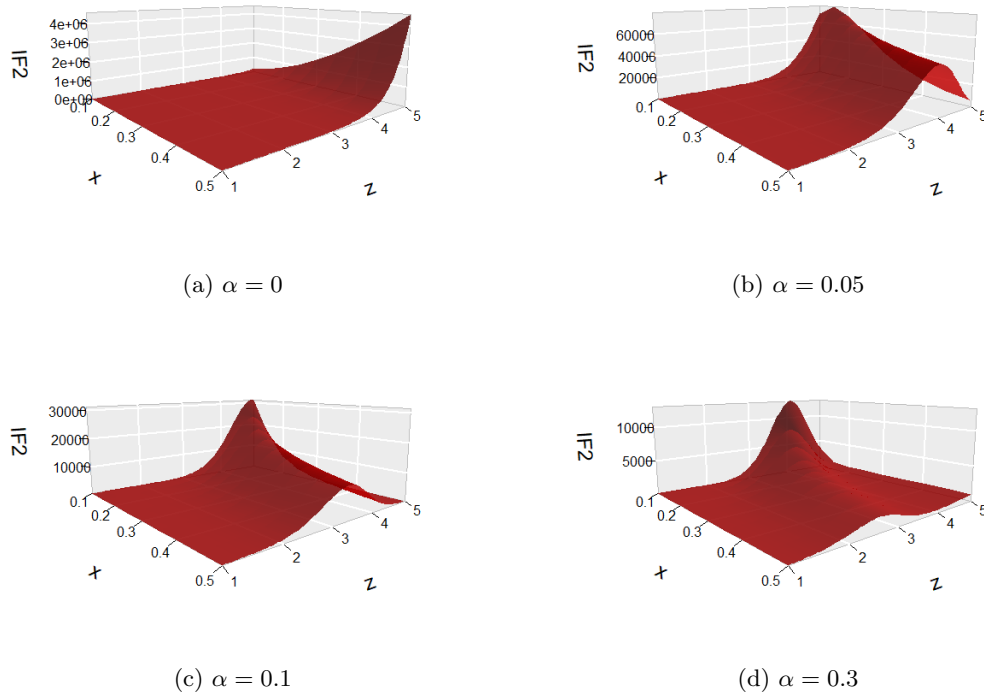 4e+06
3e+06
2e+06
1e+06
0e+00
IF2
0.1
0.2
0.3
0.4
0.5
x
1
2
3
4
5
z
(a) α = 0
60000
40000
20000
IF2
0.1
0.2
0.3
0.4
0.5
x
1
2
3
4
5
z
(b) α = 0.05
30000
20000
10000
IF2
0.1
0.2
0.3
0.4
0.5
x
1
2
3
4
5
z
(c) α = 0.1
10000
5000
IF2
0.1
0.2
0.3
0.4
0.5
x
1
2
3
4
5
z
(d) α = 0.3